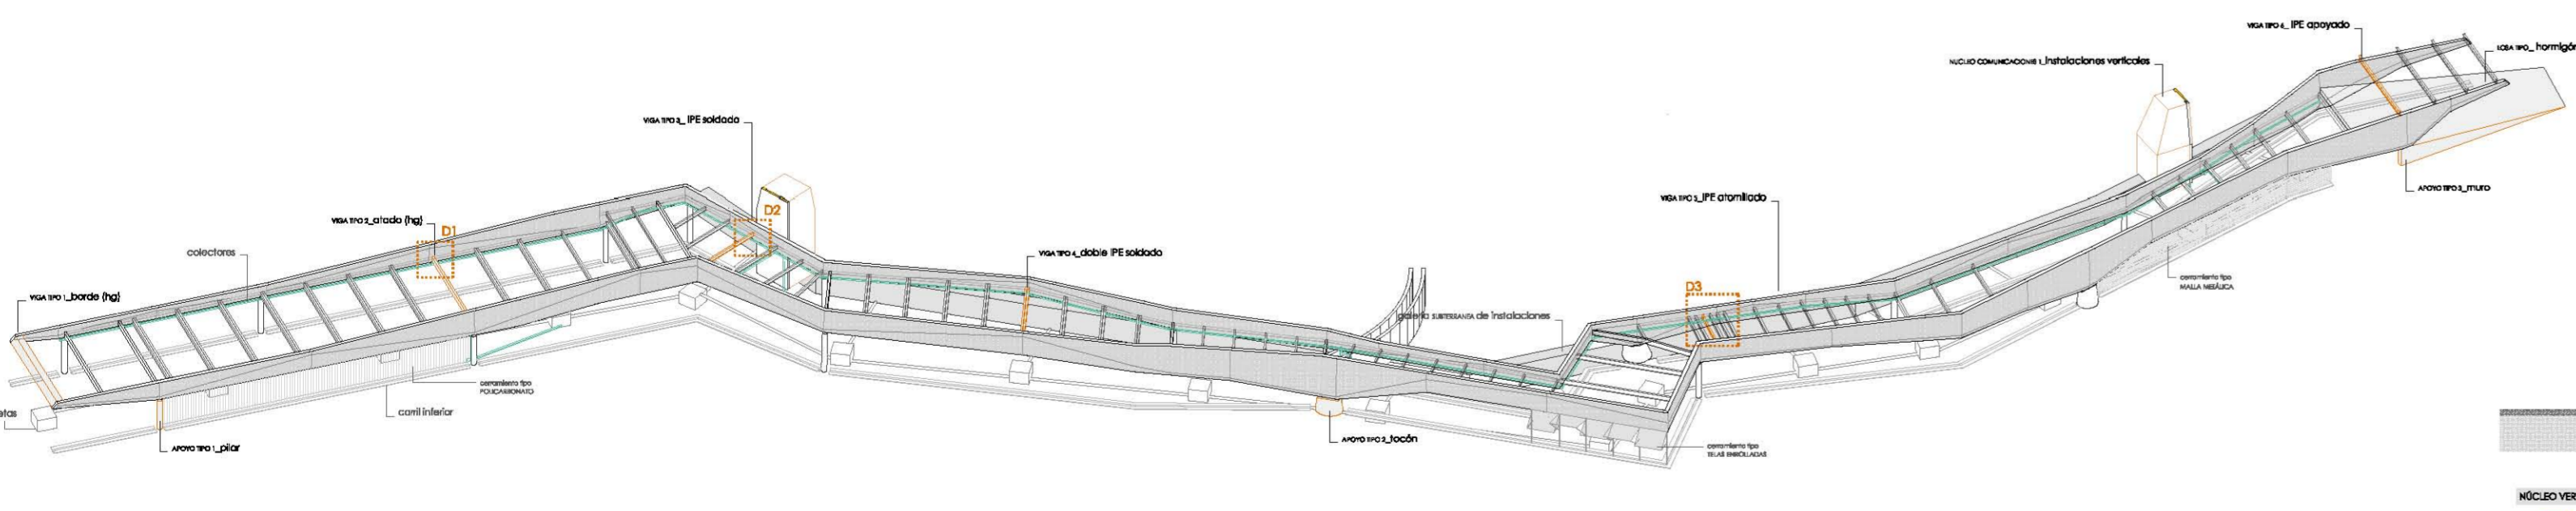 VIGA TIPO 6_ IPE apoyado
LOSA TIPO_ hormigón
NUCLEO COMUNICACIONES 1_Instalaciones verticales
VIGA TIPO 3_ IPE soldado
APOYO TIPO 3_muro
VIGA TIPO 5_IPE atornillado
D2
VIGA TIPO 2_atado (hg)
D1
colectores
VIGA TIPO 4_doble IPE soldado
cerramiento tipo
MALLA METÁLICA
D3
VIGA TIPO 1_borde (hg)
galería SUBTERRANEA de instalaciones
cerramiento tipo
POLICARBONATO
carril inferior
etas
APOYO TIPO 2_tocón
APOYO TIPO 1_pilar
cerramiento tipo
TELAS ENROLLADAS
NÚCLEO VER